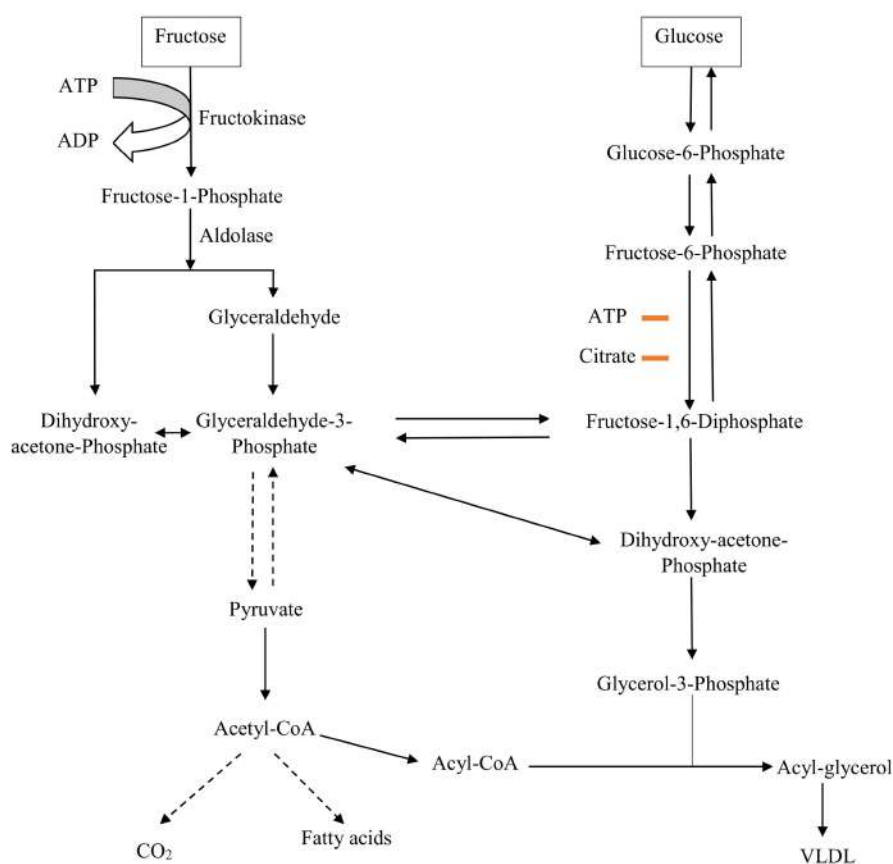 Fructose
Glucose
ATP
Fructokinase
ADP
Glucose-6-Phosphate
Fructose-1-Phosphate
Aldolase
Fructose-6-Phosphate
Glyceraldehyde
ATP
Citrate
Dihydroxy-
acetone-Phosphate
Glyceraldehyde-3-
Phosphate
Fructose-1,6-Diphosphate
Dihydroxy-acetone-
Phosphate
Pyruvate
Glycerol-3-Phosphate
Acetyl-CoA
Acyl-CoA
Acyl-glycerol
CO₂
Fatty acids
VLDL